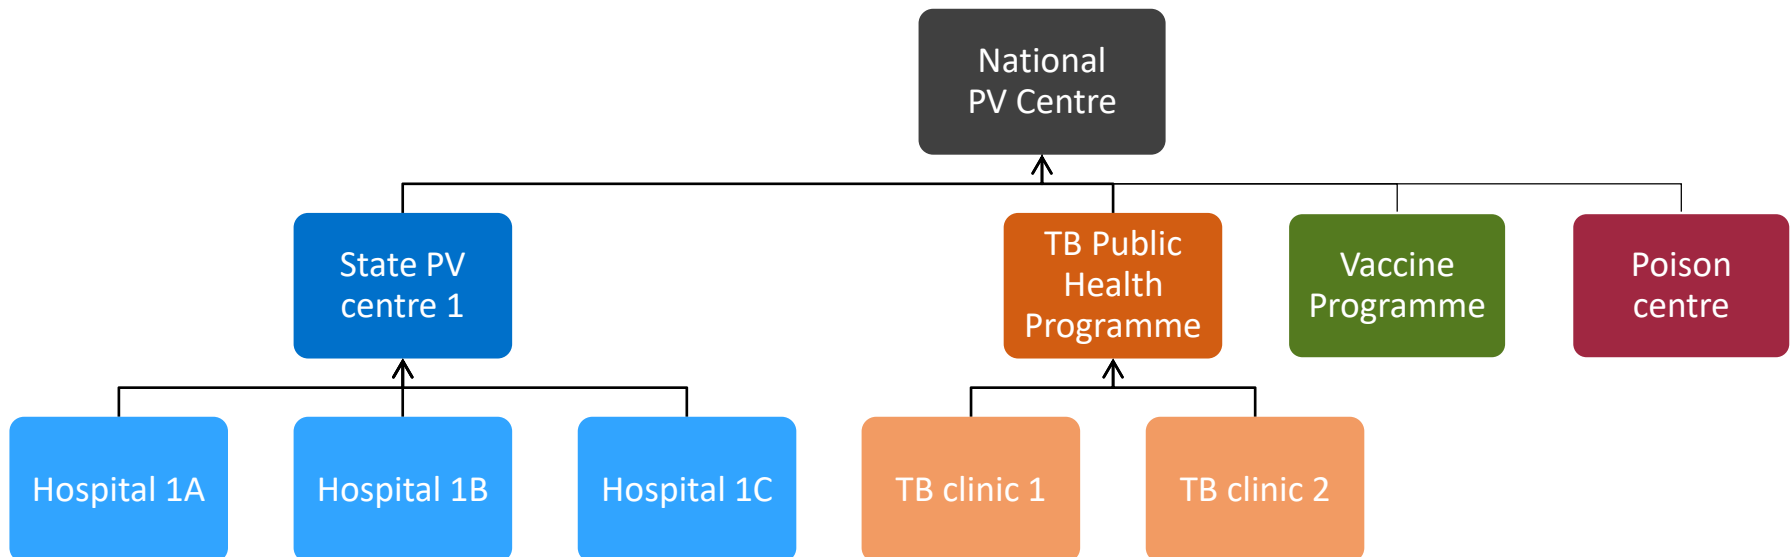 National
PV Centre
State PV
centre 1
TB Public
Health
Programme
Vaccine
Programme
Poison
centre
Hospital 1A
Hospital 1B
Hospital 1C
TB clinic 1
TB clinic 2